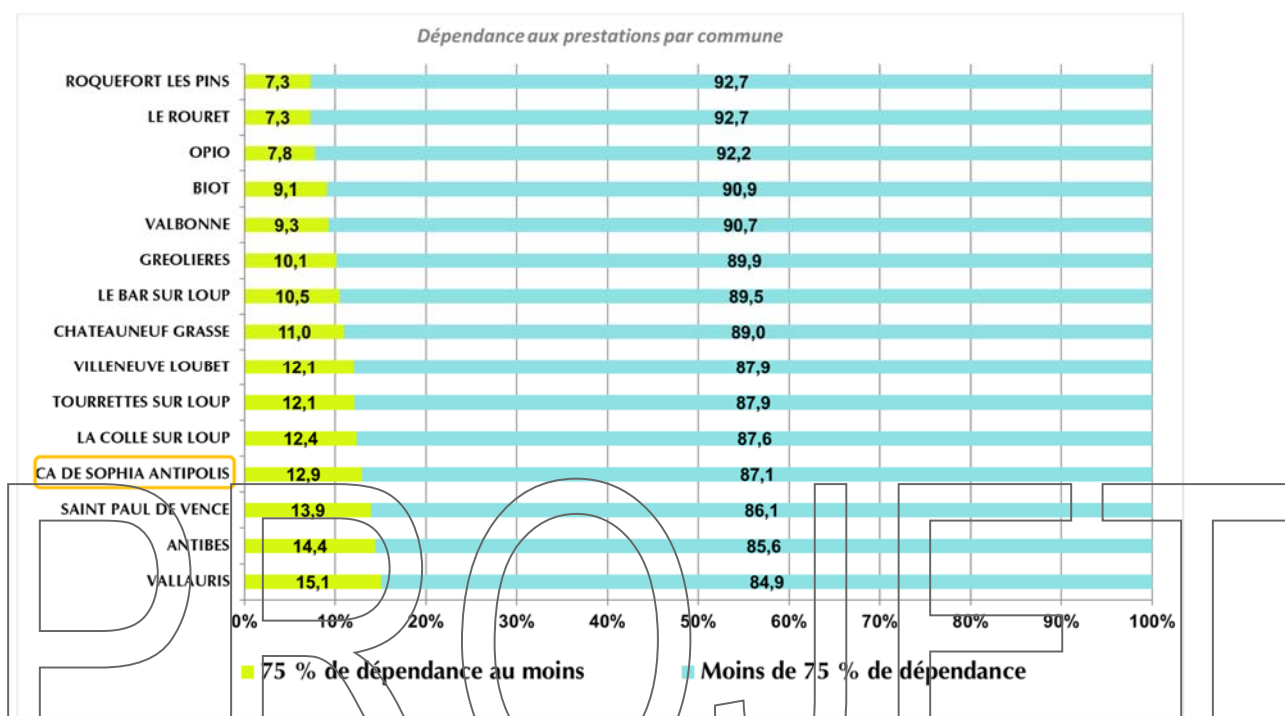 Dépendance aux prestations par commune
ROQUEFORT LES PINS 7,3 92,7
LE ROURET 7,3 92,7
OPIO 7,8 92,2
BIOT 9,1 90,9
VALBONNE 9,3 90,7
GREOLIERES 10,1 89,9
LE BAR SUR LOUP 10,5 89,5
CHATEAUNEUF GRASSE 11,0 89,0
VILLENEUVE LOUBET 12,1 87,9
TOURRETTES SUR LOUP 12,1 87,9
LA COLLE SUR LOUP 12,4 87,6
CA DE SOPHIA ANTIPOLIS 12,9 87,1
SAINT PAUL DE VENCE 13,9 86,1
ANTIBES 14,4 85,6
VALLAURIS 15,1 84,9
0% 10% 20% 30% 40% 50% 60% 70% 80% 90% 100%
75 % de dépendance au moins Moins de 75 % de dépendance
PROJET